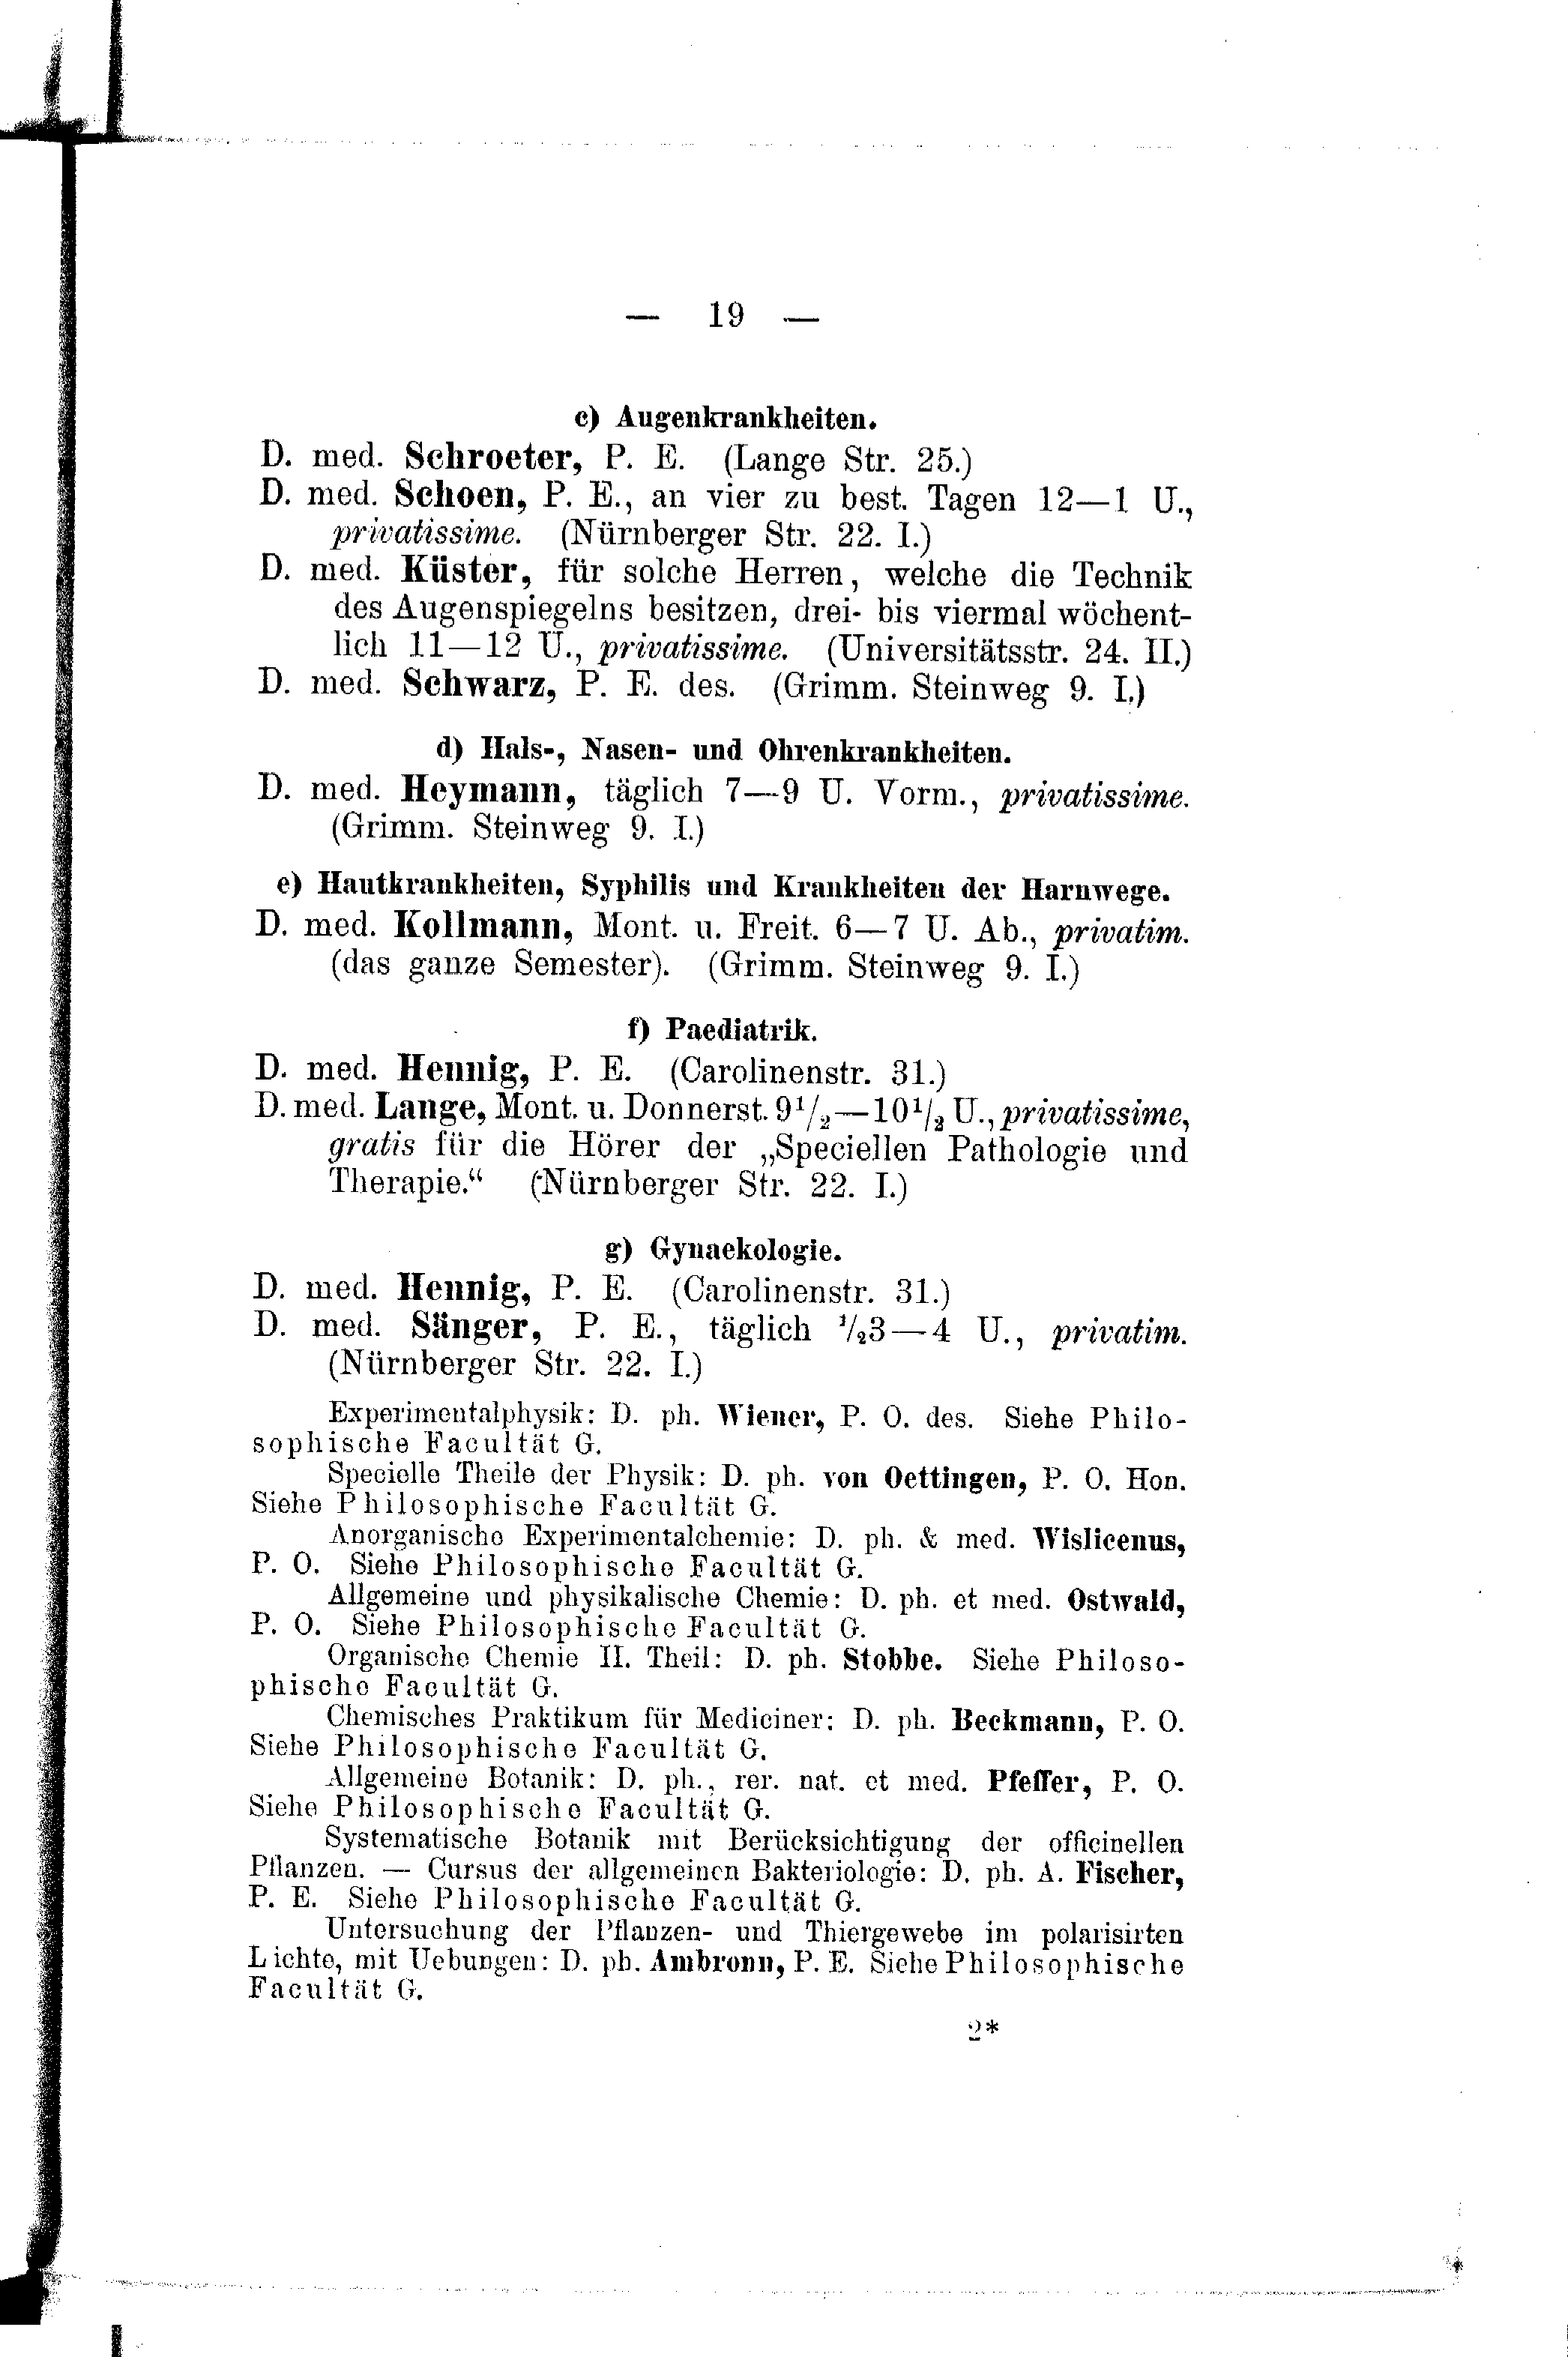 — 19 —
c) Augenkrankheiten.
D. med. Schroeter, P. E. (Lange Str. 25.)
D. med. Schoen, P. E., an vier zu best. Tagen 12—1 U.,
privatissime. (Nürnberger Str. 22. I.)
D. med. Küster, für solche Herren, welche die Technik
des Augenspiegelns besitzen, drei- bis viermal wöchent-
lich 11—12 U., privatissime. (Universitätsstr. 24. II.)
D. med. Schwarz, P. E. des. (Grimm. Steinweg 9. I.)
d) Hals-, Nasen- und Ohrenkrankheiten.
D. med. Heymann, täglich 7—9 U. Vorm., privatissime.
(Grimm. Steinweg 9. I.)
e) Hautkrankheiten, Syphilis und Krankheiten der Harnwege.
D. med. Kollmann, Mont. u. Freit. 6—7 U. Ab., privatim.
(das ganze Semester). (Grimm. Steinweg 9. I.)
f) Paediatrik.
D. med. Hennig, P. E. (Carolinenstr. 31.)
D. med. Lange, Mont. u. Donnerst. 9 1/2—10 1/2 U., privatissime,
gratis für die Hörer der „Speciellen Pathologie und
Therapie.“ (Nürnberger Str. 22. I.)
g) Gynaekologie.
D. med. Hennig, P. E. (Carolinenstr. 31.)
D. med. Sänger, P. E., täglich 1/2 3—4 U., privatim.
(Nürnberger Str. 22. I.)
Experimentalphysik: D. ph. Wiener, P. O. des. Siehe Philo-
sophische Facultät G.
Specielle Theile der Physik: D. ph. von Oettingen, P. O. Hon.
Siehe Philosophische Facultät G.
Anorganische Experimentalchemie: D. ph. & med. Wislicenus,
P. O. Siehe Philosophische Facultät G.
Allgemeine und physikalische Chemie: D. ph. et med. Ostwald,
P. O. Siehe Philosophische Facultät G.
Organische Chemie II. Theil: D. ph. Stobbe. Siehe Philoso-
phische Facultät G.
Chemisches Praktikum für Mediciner: D. ph. Beckmann, P. O.
Siehe Philosophische Facultät G.
Allgemeine Botanik: D. ph., rer. nat. et med. Pfeffer, P. O.
Siehe Philosophische Facultät G.
Systematische Botanik mit Berücksichtigung der officinellen
Pflanzen. — Cursus der allgemeinen Bakteriologie: D. ph. A. Fischer,
P. E. Siehe Philosophische Facultät G.
Untersuchung der Pflanzen- und Thiergewebe im polarisirten
Lichte, mit Uebungen: D. ph. Ambronn, P. E. Siehe Philosophische
Facultät G.
2*